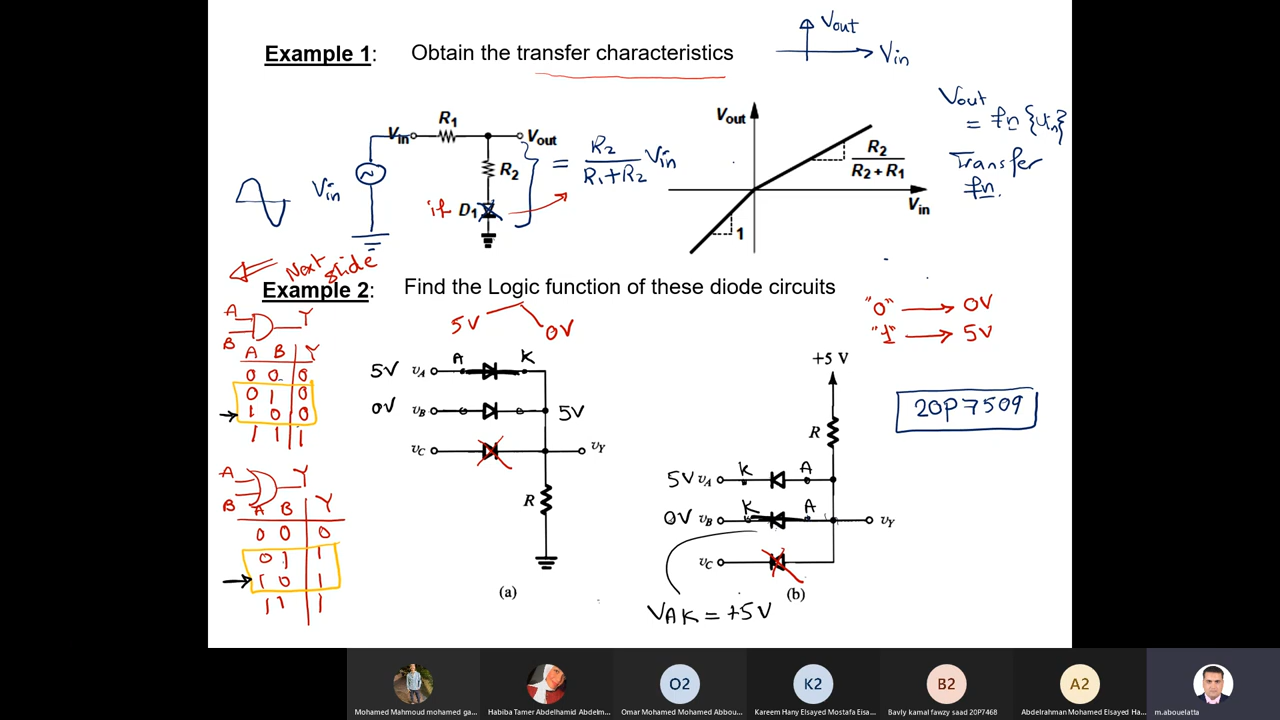 Example 1: Obtain the transfer characteristics
Vout
Vin
Vin
R1
Vout
R2
D1
if
Vin
= R2 / R1+R2 Vin
Vout
R2
R2 + R1
Vin
1
Vout
= fn {Vin}
Transfer
fn.
Next slide
Example 2: Find the Logic function of these diode circuits
5V
0V
"0" → 0V
"1" → 5V
A
B
Y
A B Y
0 0 0
0 1 0
1 0 0
1 1 1
A
B
Y
A B Y
0 0 0
0 1 1
1 0 1
1 1 1
A K
5V vA
0V vB
5V
vC
vY
R
(a)
+5 V
R
K A
5V vA
K A
0V vB
vY
vC
(b)
VAK = +5V
20P7509
O2
K2
B2
A2
Mohamed Mahmoud mohamed ga...
Habiba Tamer Abdelhamid Abdelm...
Omar Mohamed Mohamed Abbou...
Kareem Hany Elsayed Mostafa Eisa...
Bavly kamal fawzy saad 20P7468
Abdelrahman Mohamed Elsayed Ha...
m.abouelatta